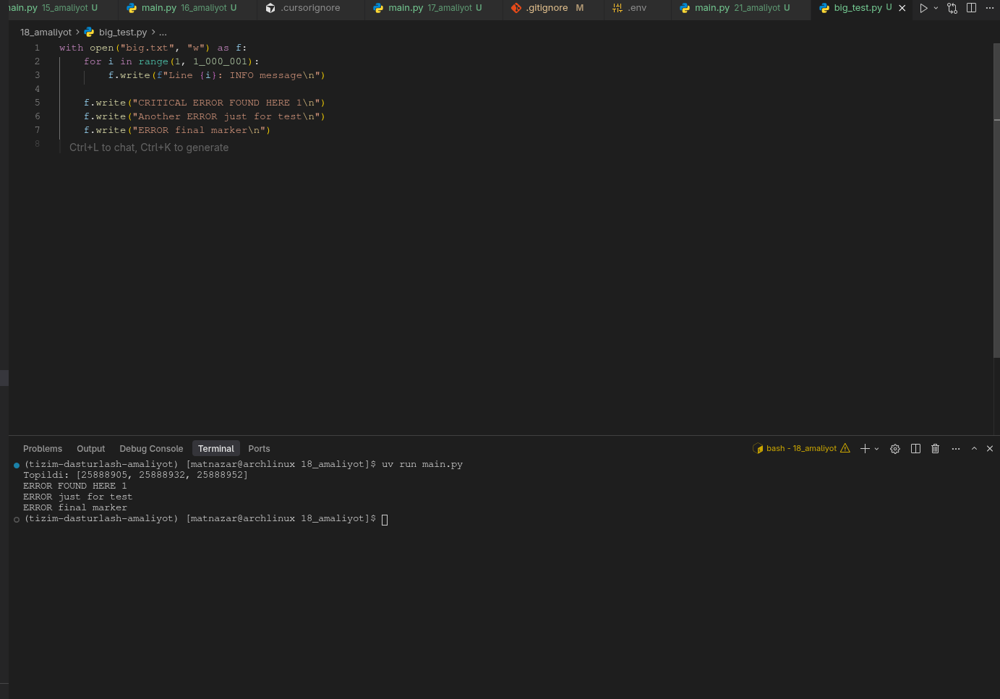 main.py 15_amaliyot U main.py 16_amaliyot U .cursorignore main.py 17_amaliyot U .gitignore M .env main.py 21_amaliyot U big_test.py U
18_amaliyot > big_test.py > ...
1 with open("big.txt", "w") as f:
2 for i in range(1, 1_000_001):
3 f.write(f"Line {i}: INFO message\n")
4
5 f.write("CRITICAL ERROR FOUND HERE 1\n")
6 f.write("Another ERROR just for test\n")
7 f.write("ERROR final marker\n")
8 Ctrl+L to chat, Ctrl+K to generate
Problems Output Debug Console Terminal Ports bash - 18_amaliyot
(tizim-dasturlash-amaliyot) [matnazar@archlinux 18_amaliyot]$ uv run main.py
Topildi: [25888905, 25888932, 25888952]
ERROR FOUND HERE 1
ERROR just for test
ERROR final marker
(tizim-dasturlash-amaliyot) [matnazar@archlinux 18_amaliyot]$